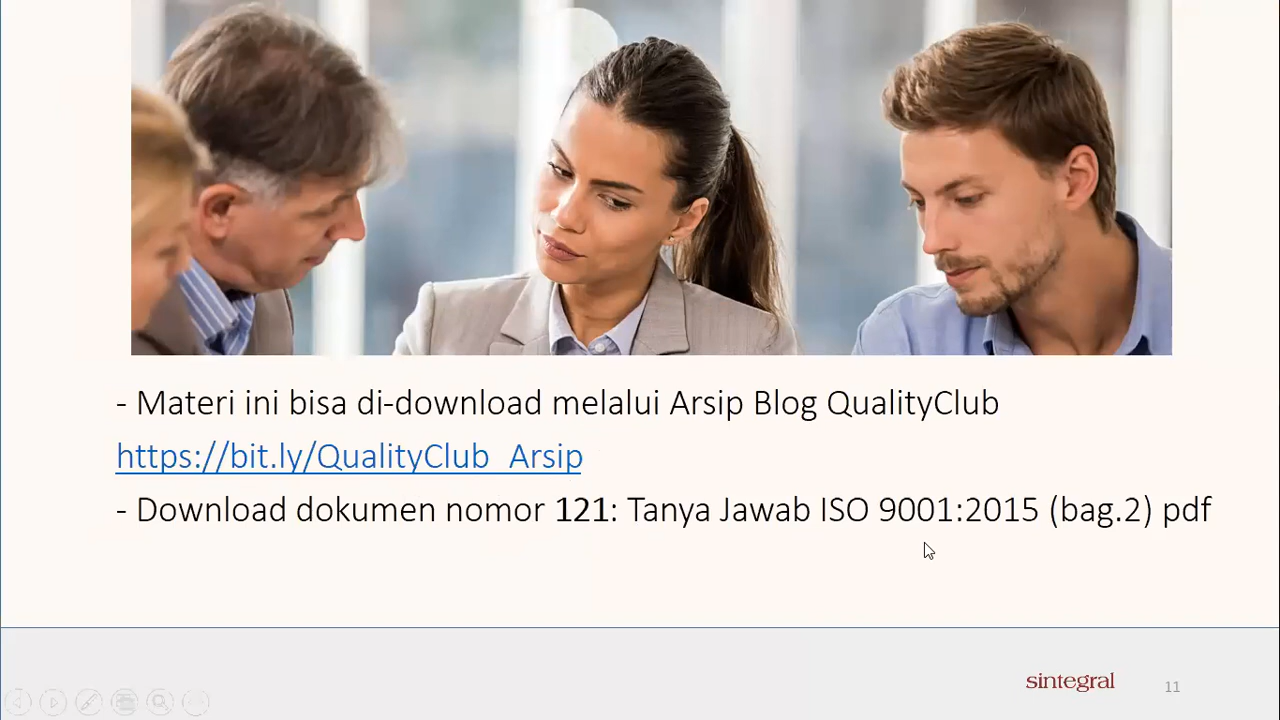 - Materi ini bisa di-download melalui Arsip Blog QualityClub
https://bit.ly/QualityClub_Arsip
- Download dokumen nomor 121: Tanya Jawab ISO 9001:2015 (bag.2) pdf
sintegral
11